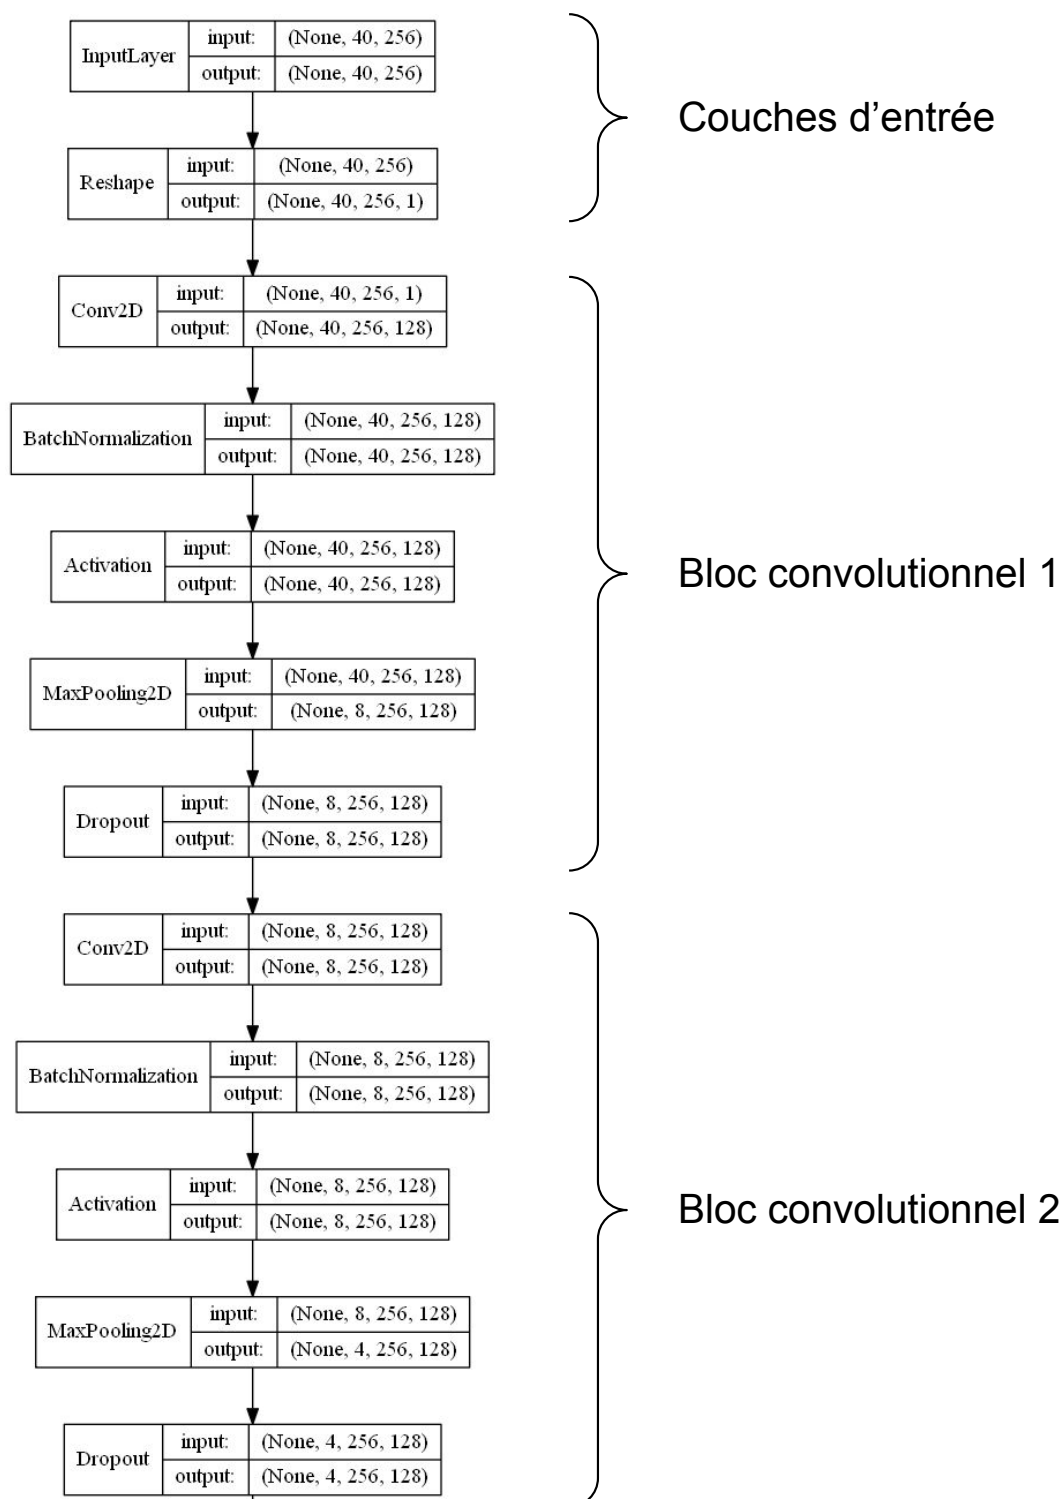 InputLayer
input: (None, 40, 256)
output: (None, 40, 256)
Reshape
input: (None, 40, 256)
output: (None, 40, 256, 1)
Couches d’entrée
Conv2D
input: (None, 40, 256, 1)
output: (None, 40, 256, 128)
BatchNormalization
input: (None, 40, 256, 128)
output: (None, 40, 256, 128)
Activation
input: (None, 40, 256, 128)
output: (None, 40, 256, 128)
MaxPooling2D
input: (None, 40, 256, 128)
output: (None, 8, 256, 128)
Dropout
input: (None, 8, 256, 128)
output: (None, 8, 256, 128)
Bloc convolutionnel 1
Conv2D
input: (None, 8, 256, 128)
output: (None, 8, 256, 128)
BatchNormalization
input: (None, 8, 256, 128)
output: (None, 8, 256, 128)
Activation
input: (None, 8, 256, 128)
output: (None, 8, 256, 128)
MaxPooling2D
input: (None, 8, 256, 128)
output: (None, 4, 256, 128)
Dropout
input: (None, 4, 256, 128)
output: (None, 4, 256, 128)
Bloc convolutionnel 2